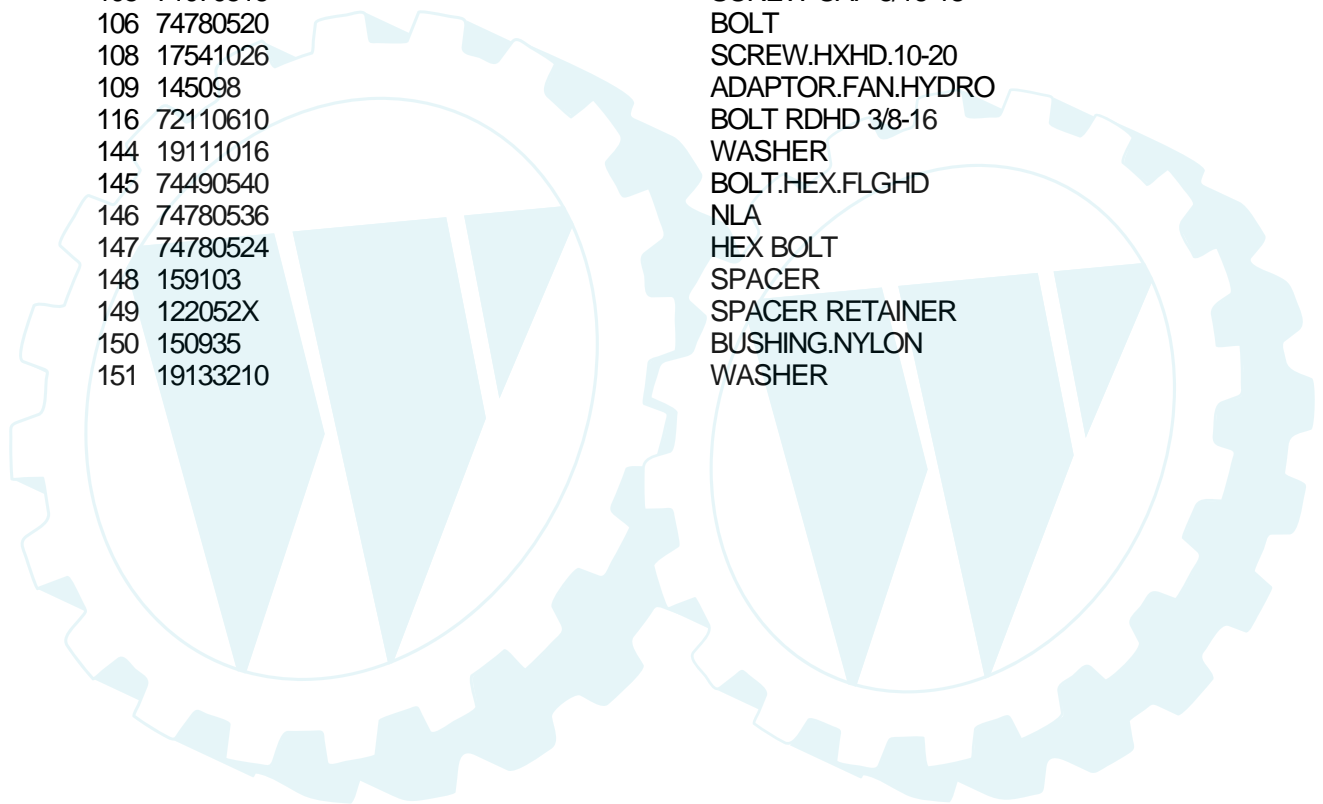 106 74780520 BOLT
108 17541026 SCREW.HXHD.10-20
109 145098 ADAPTOR.FAN.HYDRO
116 72110610 BOLT RDHD 3/8-16
144 19111016 WASHER
145 74490540 BOLT.HEX.FLGHD
146 74780536 NLA
147 74780524 HEX BOLT
148 159103 SPACER
149 122052X SPACER RETAINER
150 150935 BUSHING.NYLON
151 19133210 WASHER